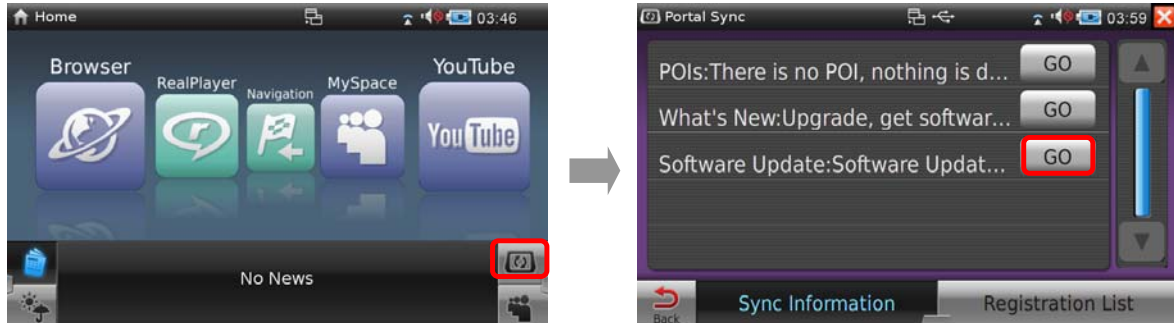 Home
03:46
Browser
RealPlayer
Navigation
MySpace
YouTube
You Tube
No News
Portal Sync
03:59
POIs:There is no POI, nothing is d...
GO
What's New:Upgrade, get softwar...
GO
Software Update:Software Updat...
GO
Back
Sync Information
Registration List